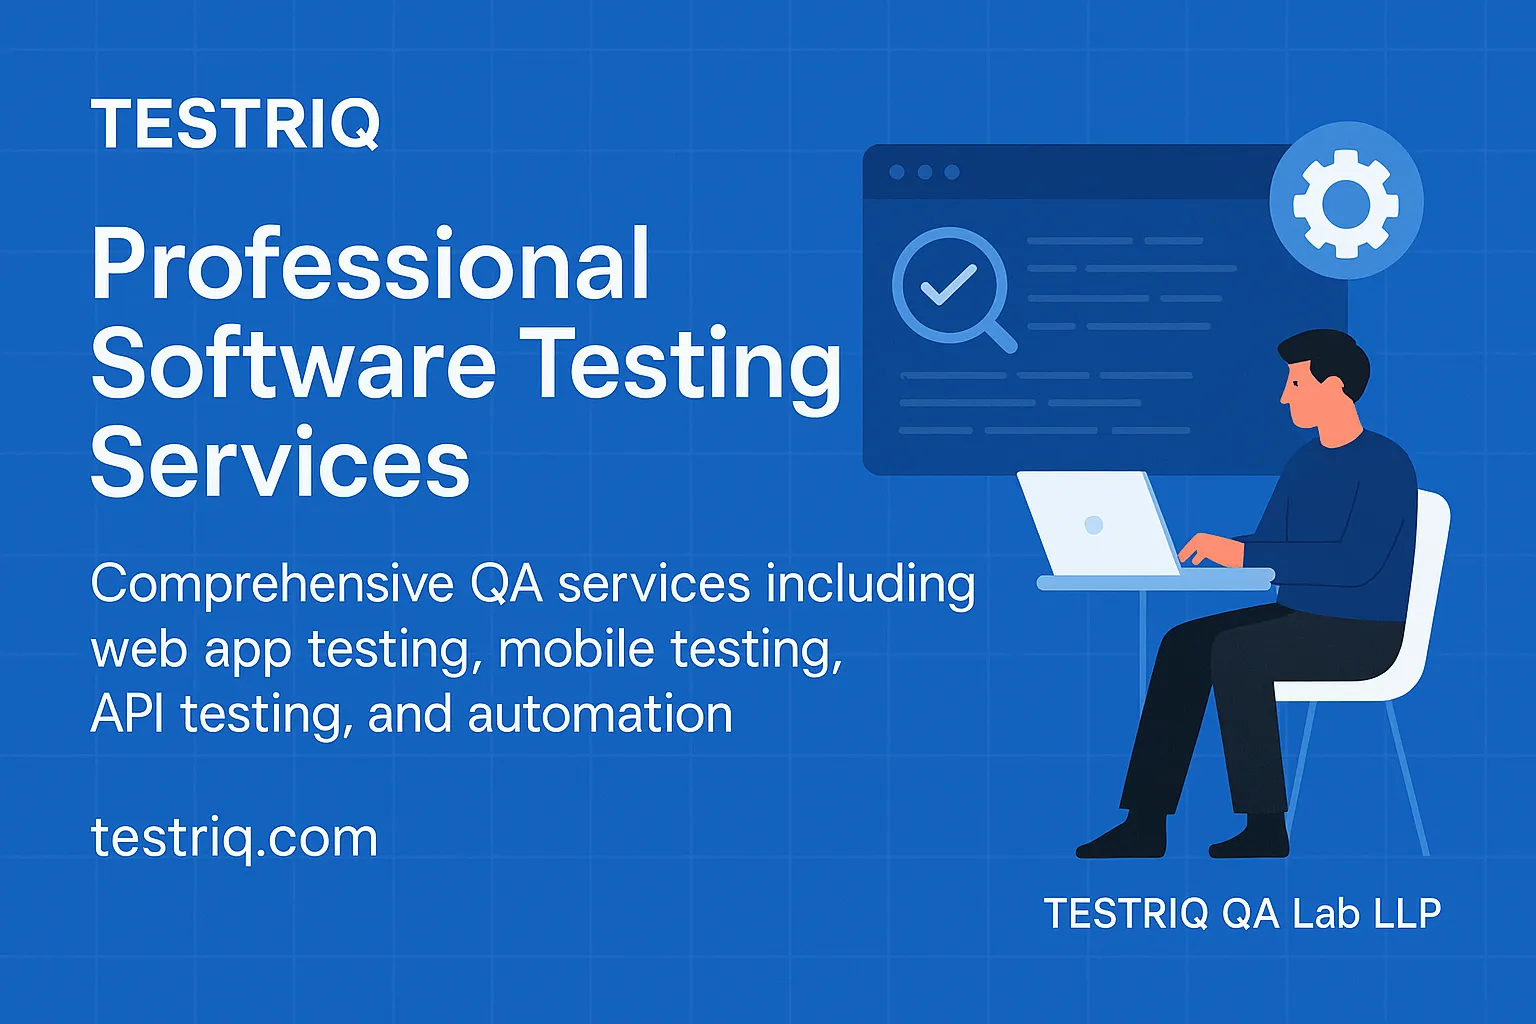 TESTRIQ
Professional
Software Testing
Services
Comprehensive QA services including
web app testing, mobile testing,
API testing, and automation
testriq.com
TESTRIQ QA Lab LLP